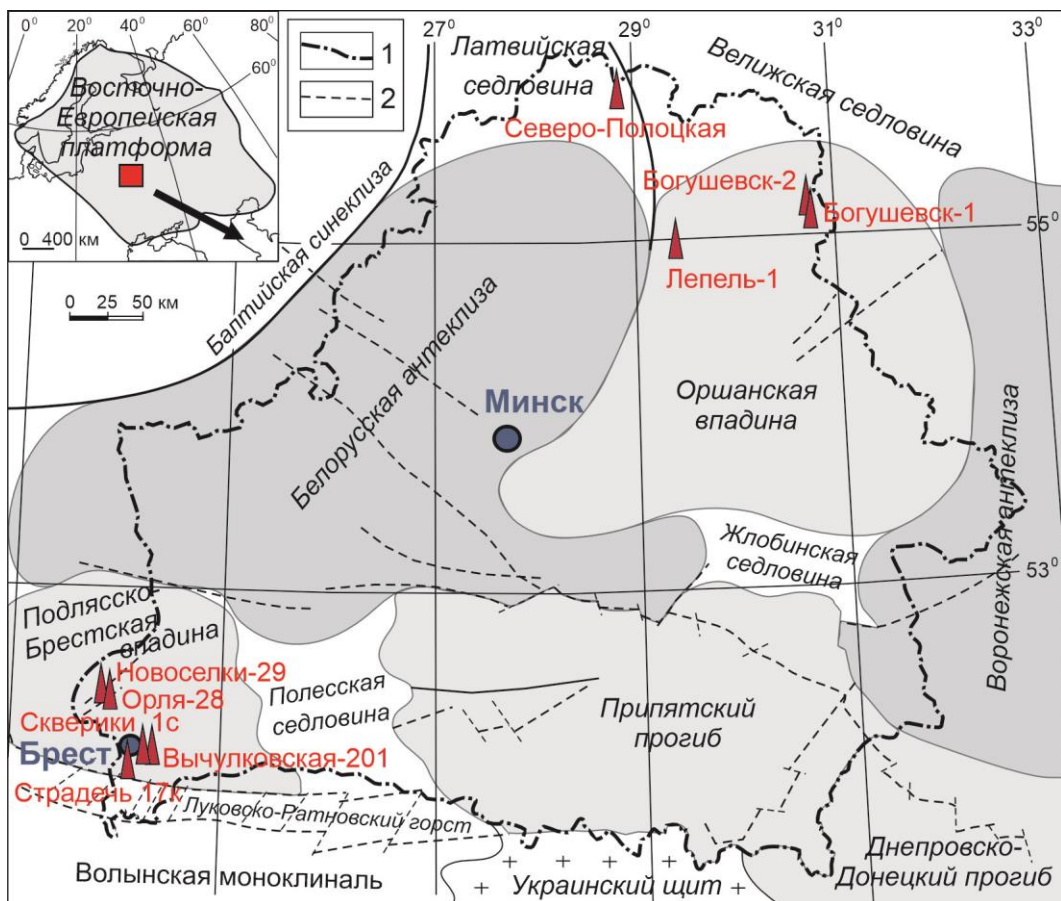 0°
20°
40°
60°
80°
60°
Восточно-
Европейская
платформа
0 400 км
1
2
27°
29°
31°
33°
Латвийская
седловина
Велижская седловина
Северо-Полоцкая
Богушевск-2
Богушевск-1
55°
Лепель-1
0 25 50 км
Балтийская синеклиза
Белорусская антеклиза
Минск
Оршанская
впадина
Воронежская антеклиза
Жлобинская
седловина
53°
Подлясско-
Брестская
впадина
Новоселки-29
Орля-28
Скверики 1с
Брест
Вычулковская-201
Страдень 17к
Полесская
седловина
Припятский
прогиб
Луковско-Ратновский горст
Волынская моноклиналь
Украинский щит
Днепровско-
Донецкий прогиб